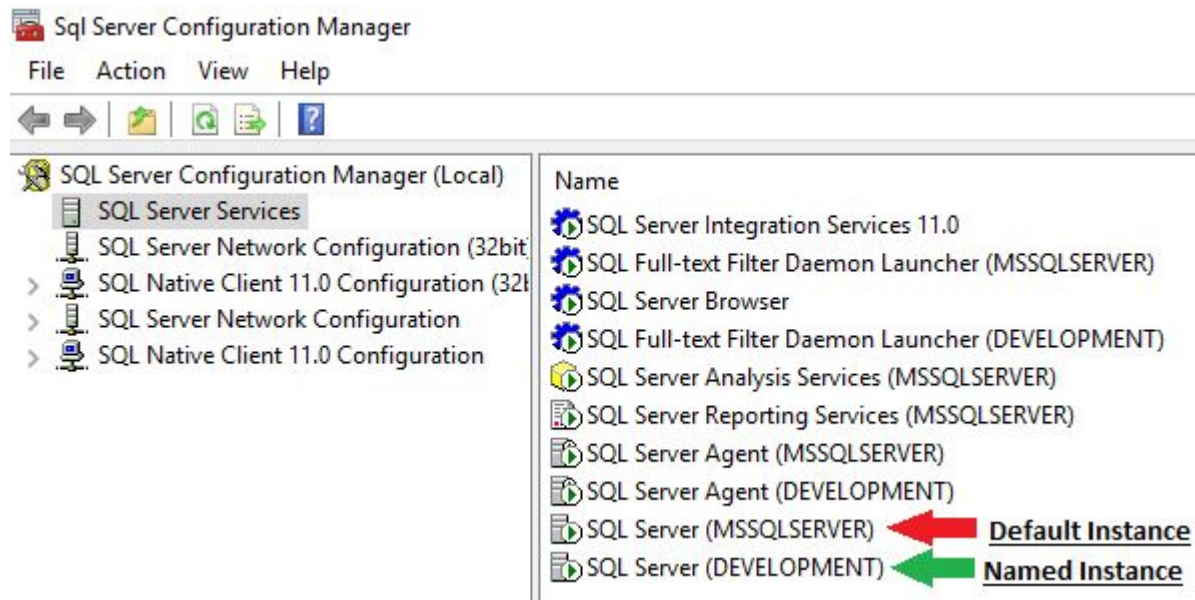 Sql Server Configuration Manager
File Action View Help
SQL Server Configuration Manager (Local)
SQL Server Services
SQL Server Network Configuration (32bit
SQL Native Client 11.0 Configuration (32b
SQL Server Network Configuration
SQL Native Client 11.0 Configuration
Name
SQL Server Integration Services 11.0
SQL Full-text Filter Daemon Launcher (MSSQLSERVER)
SQL Server Browser
SQL Full-text Filter Daemon Launcher (DEVELOPMENT)
SQL Server Analysis Services (MSSQLSERVER)
SQL Server Reporting Services (MSSQLSERVER)
SQL Server Agent (MSSQLSERVER)
SQL Server Agent (DEVELOPMENT)
SQL Server (MSSQLSERVER) Default Instance
SQL Server (DEVELOPMENT) Named Instance